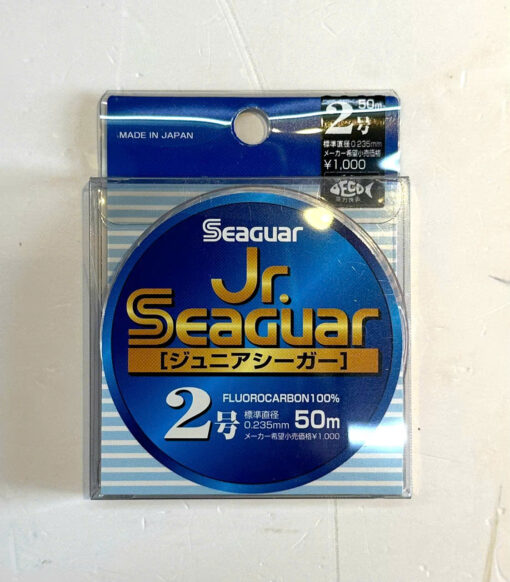 MADE IN JAPAN
50m
2号
標準直径0.235mm
メーカー希望小売価格
¥1,000
ECO
Seaguar
Jr.
Seaguar
[ジュニアシーガー]
FLUOROCARBON100%
2号
標準直径
0.235mm
50m
メーカー希望小売価格¥1,000